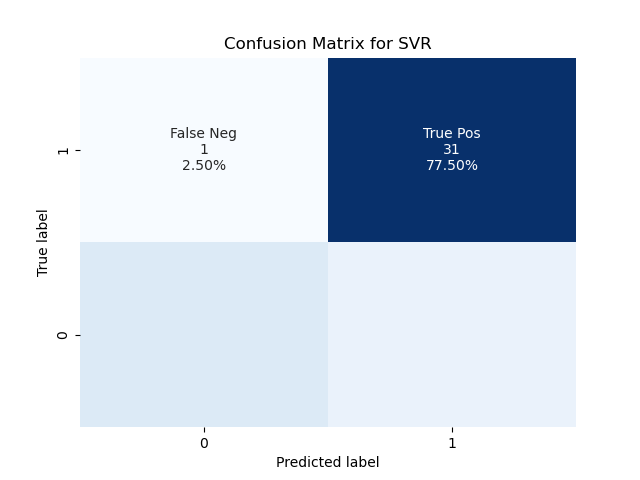 Confusion Matrix for SVR
False Neg
1
2.50%
True Pos
31
77.50%
1
0
True label
0
1
Predicted label